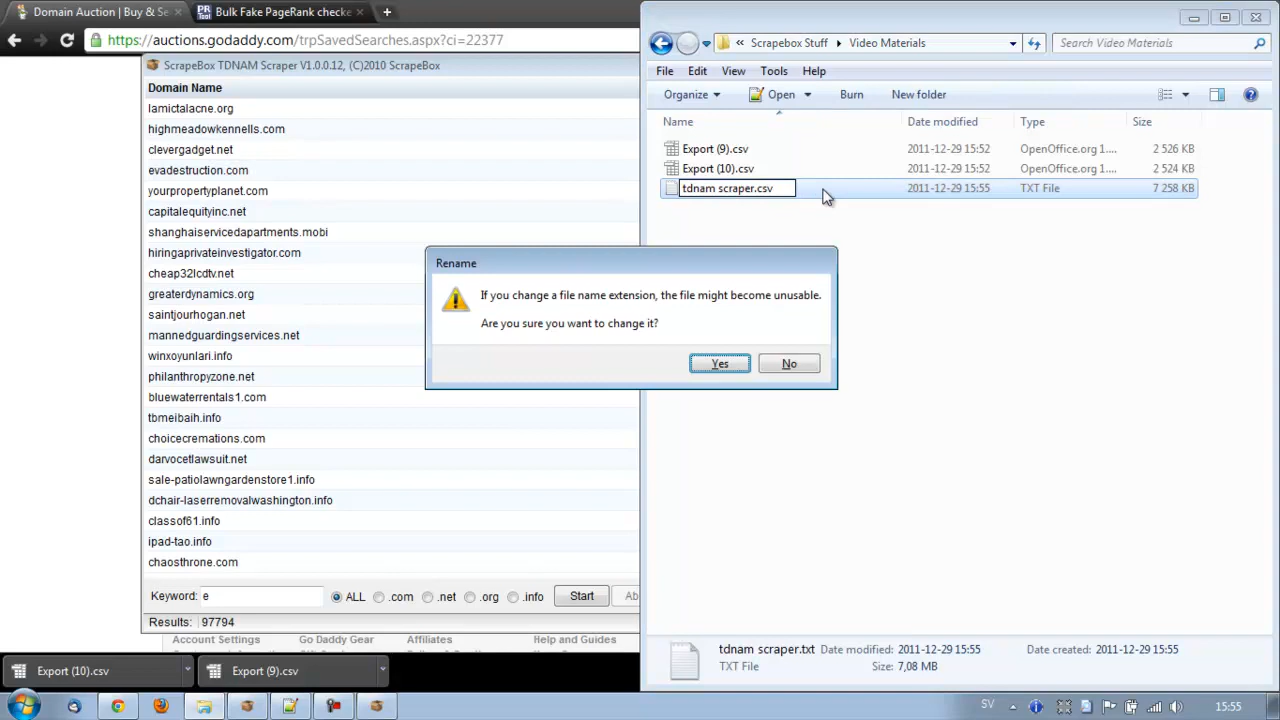 Domain Auction | Buy & Se
Bulk Fake PageRank checke
https://auctions.godaddy.com/trpSavedSearches.aspx?ci=22377
ScrapeBox TDNAM Scraper V1.0.0.12, (C)2010 ScrapeBox
Domain Name
lamictalacne.org
highmeadowkennells.com
clevergadget.net
evadestruction.com
yourpropertyplanet.com
capitalequityinc.net
shanghaiservicedapartments.mobi
hiringaprivateinvestigator.com
cheap32lcdtv.net
greaterdynamics.org
saintjourhogan.net
mannedguardingservices.net
winxoyunlari.info
philanthropyzone.net
bluewaterrentals1.com
tbmeibaih.info
choicecremations.com
darvocetlawsuit.net
sale-patiolawngardenstore1.info
dchair-laserremovalwashington.info
classof61.info
ipad-tao.info
chaosthrone.com
Keyword: e ALL .com .net .org .info Start Ab
Results: 97794
Account Settings Go Daddy Gear Affiliates Help and Guides
Export (10).csv Export (9).csv
« Scrapebox Stuff Video Materials Search Video Materials
File Edit View Tools Help
Organize Open Burn New folder
Name Date modified Type Size
Export (9).csv 2011-12-29 15:52 OpenOffice.org 1.... 2 526 KB
Export (10).csv 2011-12-29 15:52 OpenOffice.org 1.... 2 524 KB
tdnam scraper.csv 2011-12-29 15:55 TXT File 7 258 KB
Rename
If you change a file name extension, the file might become unusable.
Are you sure you want to change it?
Yes No
tdnam scraper.txt Date modified: 2011-12-29 15:55 Date created: 2011-12-29 15:55
TXT File Size: 7,08 MB
SV 15:55